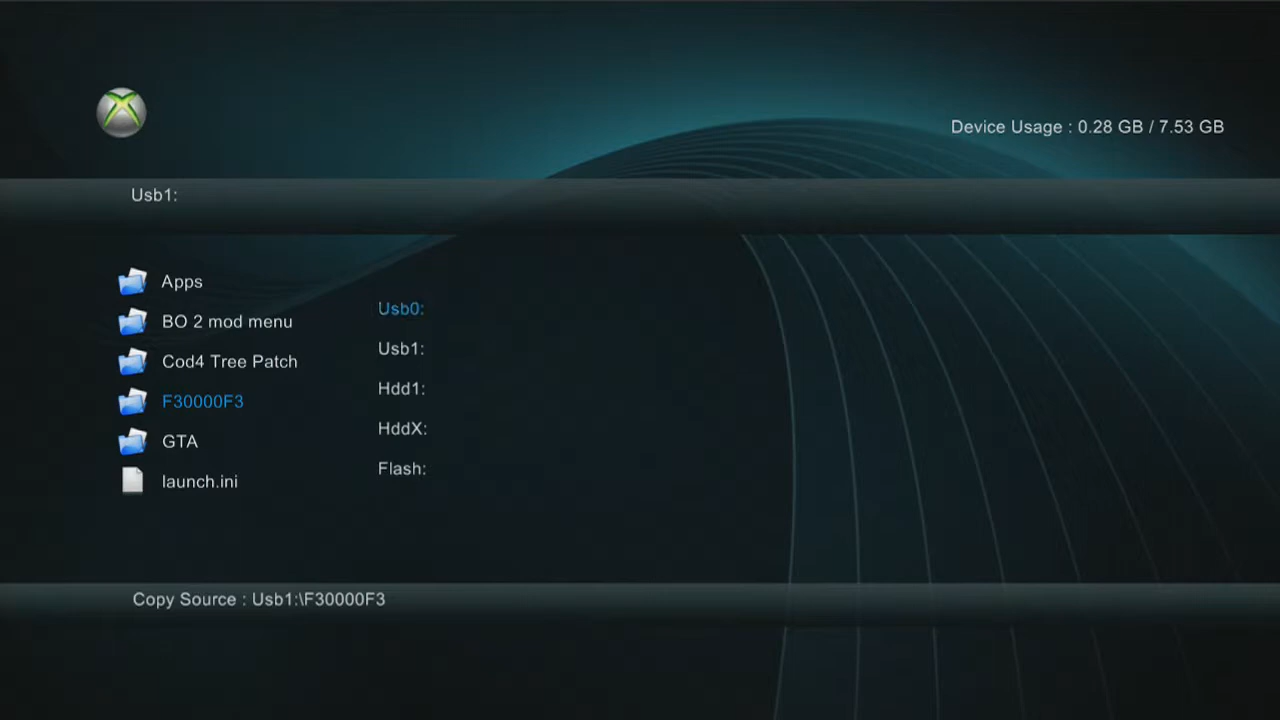 Device Usage : 0.28 GB / 7.53 GB
Usb1:
Apps
BO 2 mod menu
Cod4 Tree Patch
F30000F3
GTA
launch.ini
Usb0:
Usb1:
Hdd1:
HddX:
Flash:
Copy Source : Usb1:\F30000F3